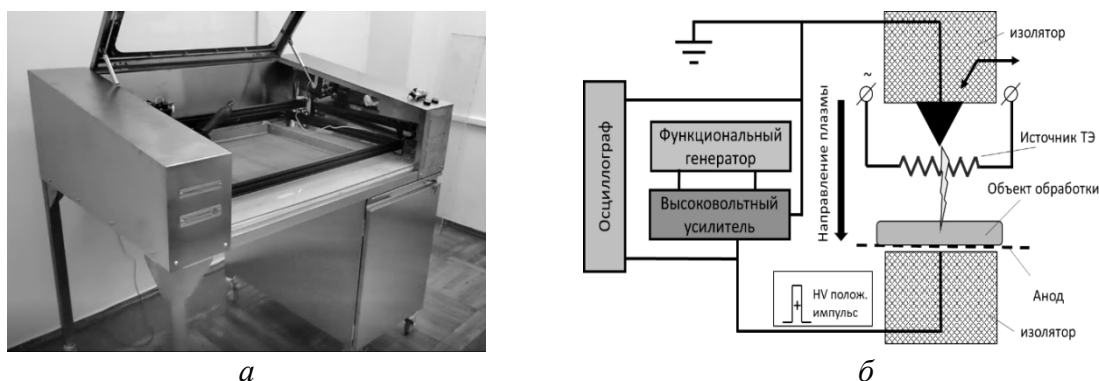 изолятор
~
Осциллограф
Функциональный
генератор
Высоковольтный
усилитель
Направление плазмы
Источник ТЭ
Объект обработки
+
HV полож.
импульс
Анод
изолятор
а
б